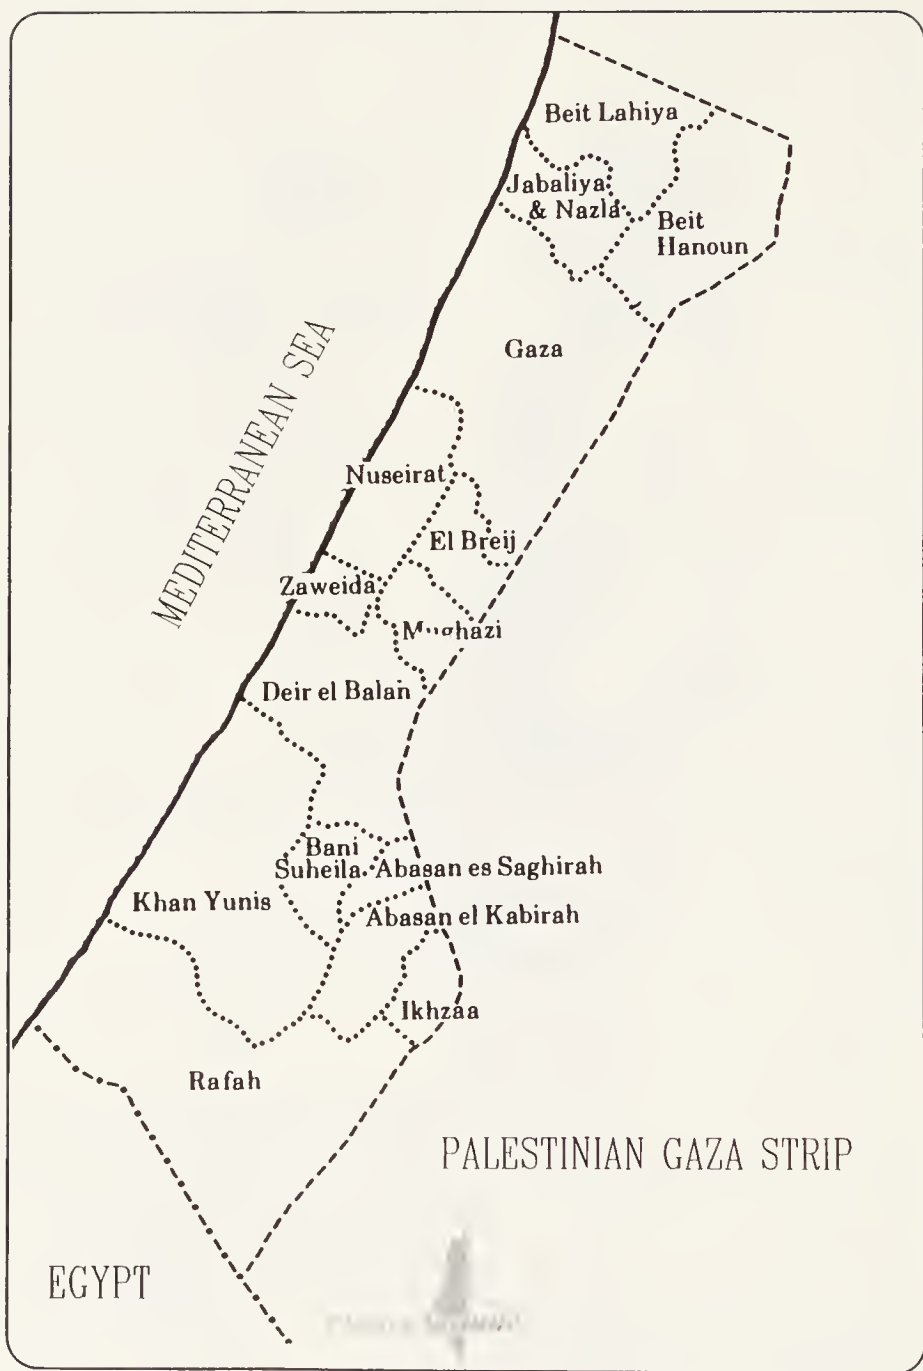 Beit Lahiya
Jabaliya
& Nazla
Beit
Hanoun
Gaza
MEDITERRANEAN SEA
Nuseirat
El Breij
Zaweida
Mughazi
Deir el Balah
Bani
Suheila
Abasan es Saghirah
Khan Yunis
Abasan el Kabirah
Ikhzaa
Rafah
PALESTINIAN GAZA STRIP
EGYPT